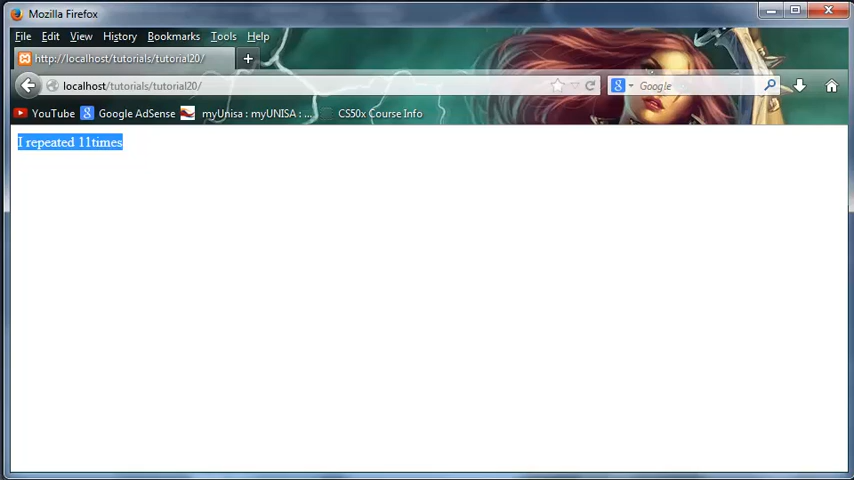 Mozilla Firefox
File Edit View History Bookmarks Tools Help
http://localhost/tutorials/tutorial20/
localhost/tutorials/tutorial20/ Google
YouTube Google AdSense myUnisa : myUNISA : ... CS50x Course Info
I repeated 11times